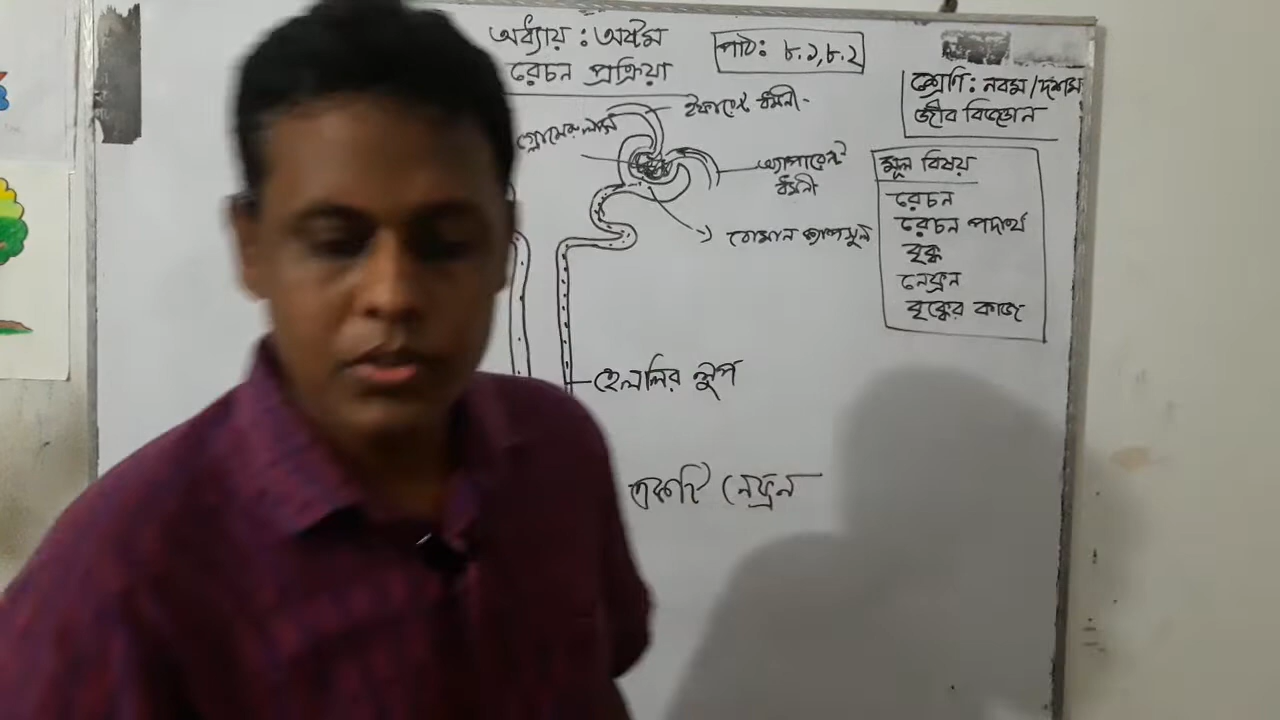 অধ্যায় : অষ্টম
রেচন প্রক্রিয়া
পাঠ: ৮.১,৮.২
শ্রেণি: নবম/দশম
জীব বিজ্ঞান
ইফারেন্ট ধমনী
গ্লোমেরুলাস
অ্যাপারেন্ট
ধমনী
বোমান ক্যাপসুল
মূল বিষয়
রেচন
রেচন পদার্থ
বৃক্ক
নেফ্রন
বৃক্কের কাজ
হেনলির লুপ
একটি নেফ্রন